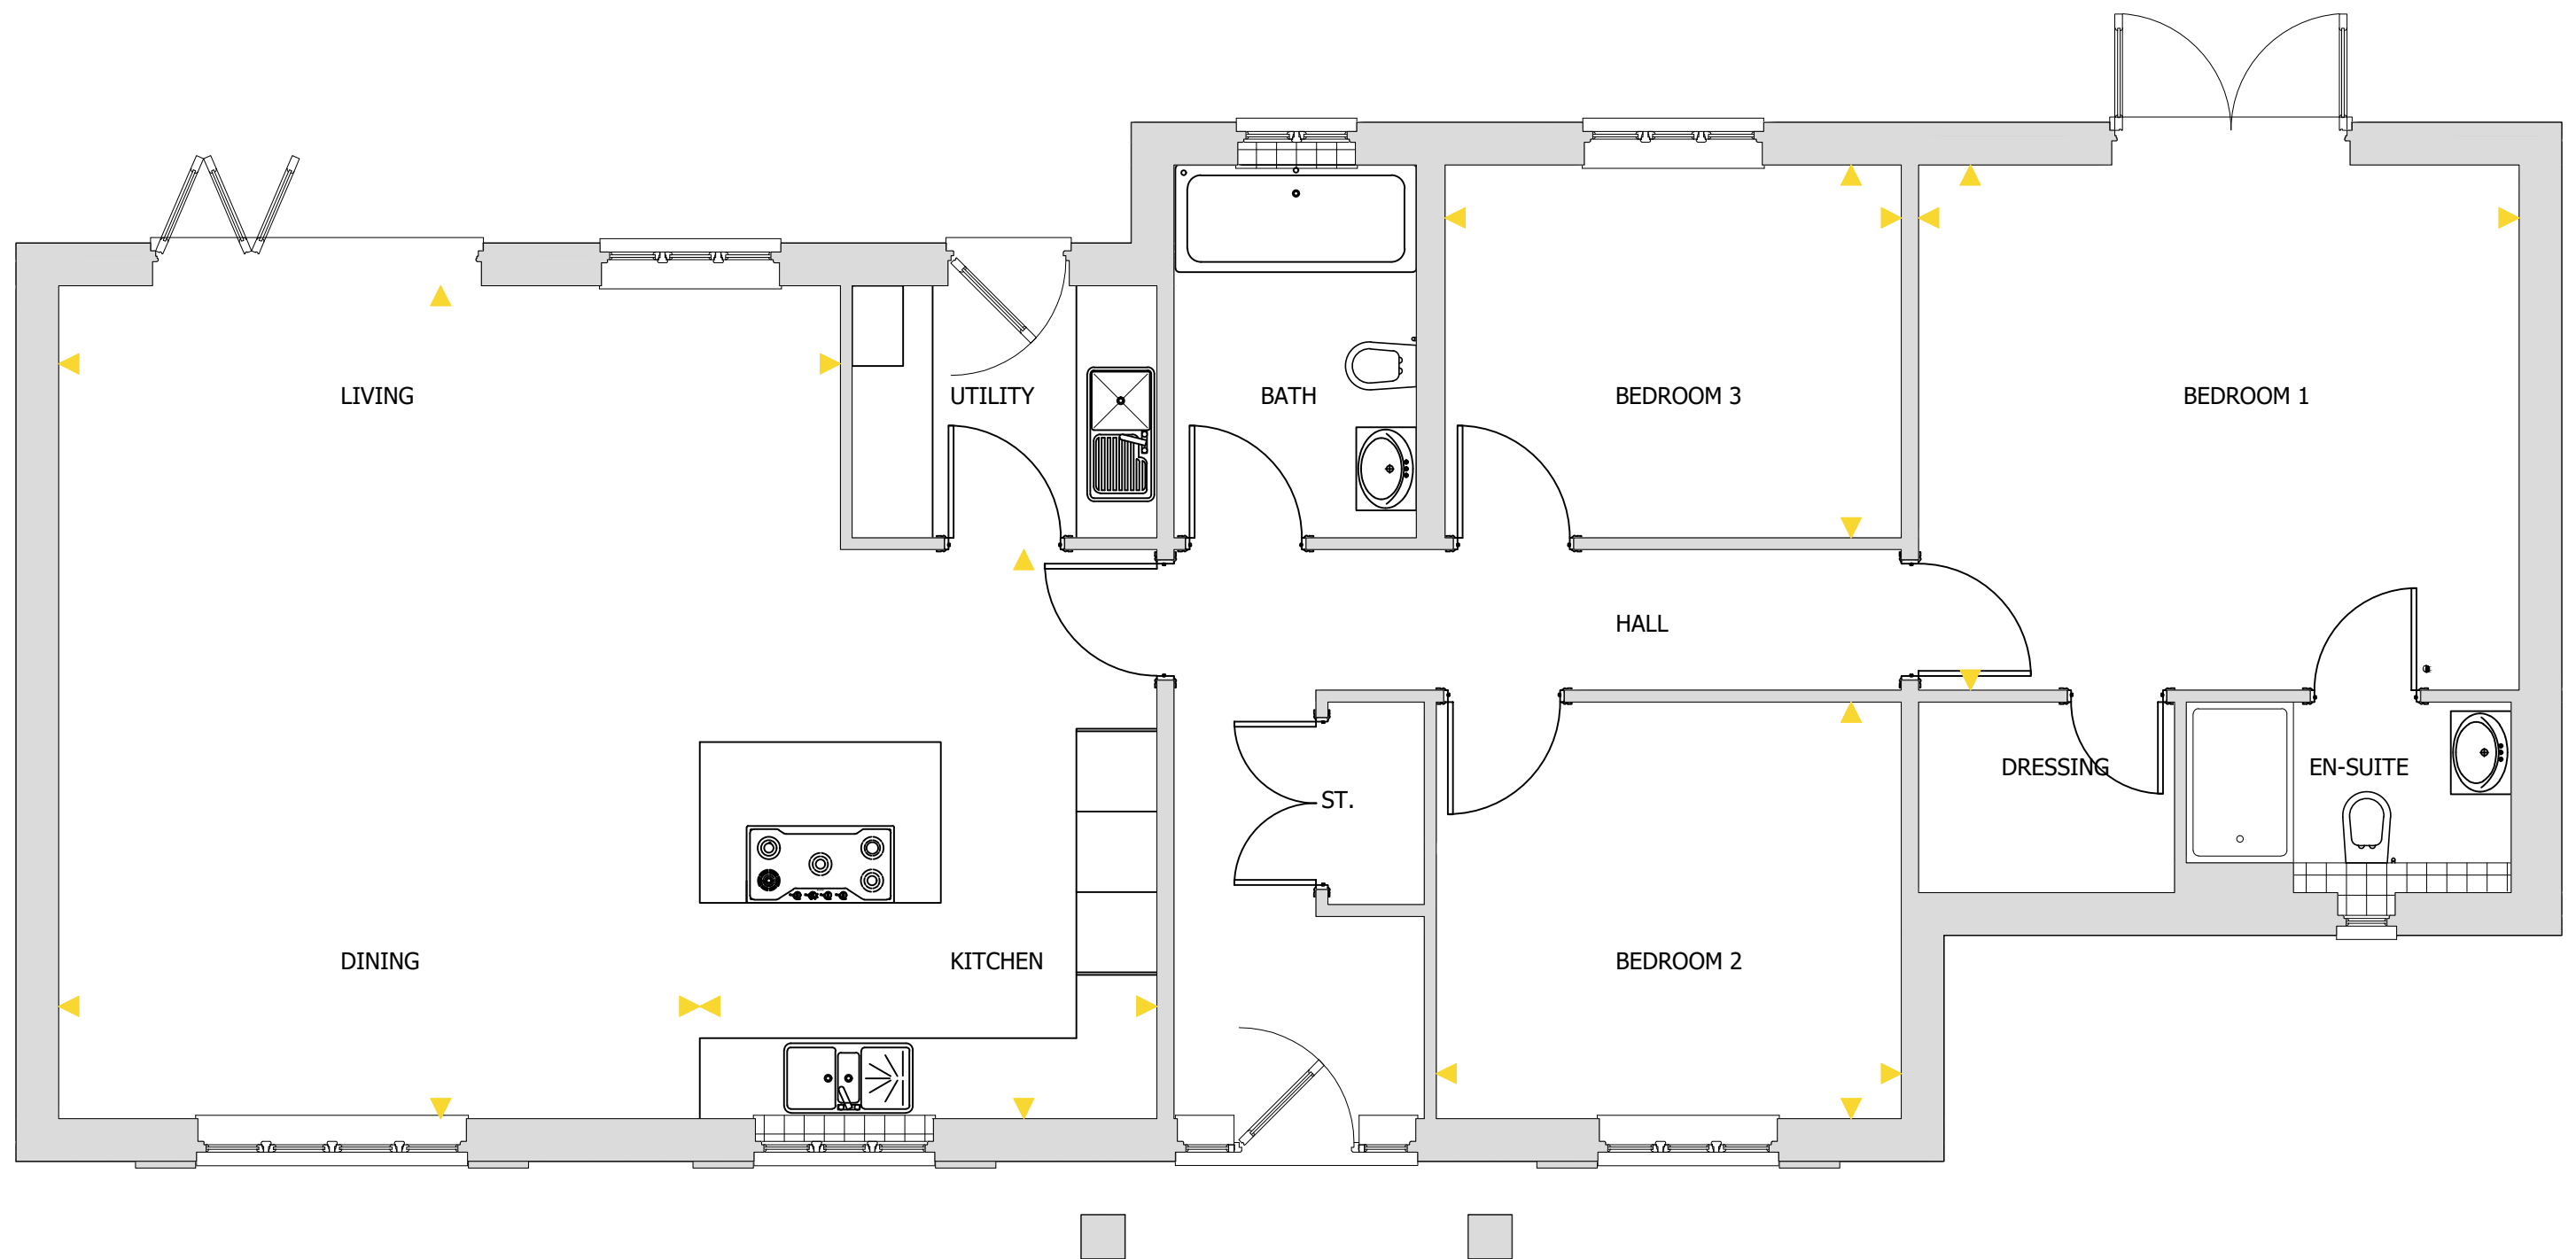 LIVING
UTILITY
BATH
BEDROOM 3
BEDROOM 1
HALL
DRESSING
EN-SUITE
ST.
DINING
KITCHEN
BEDROOM 2